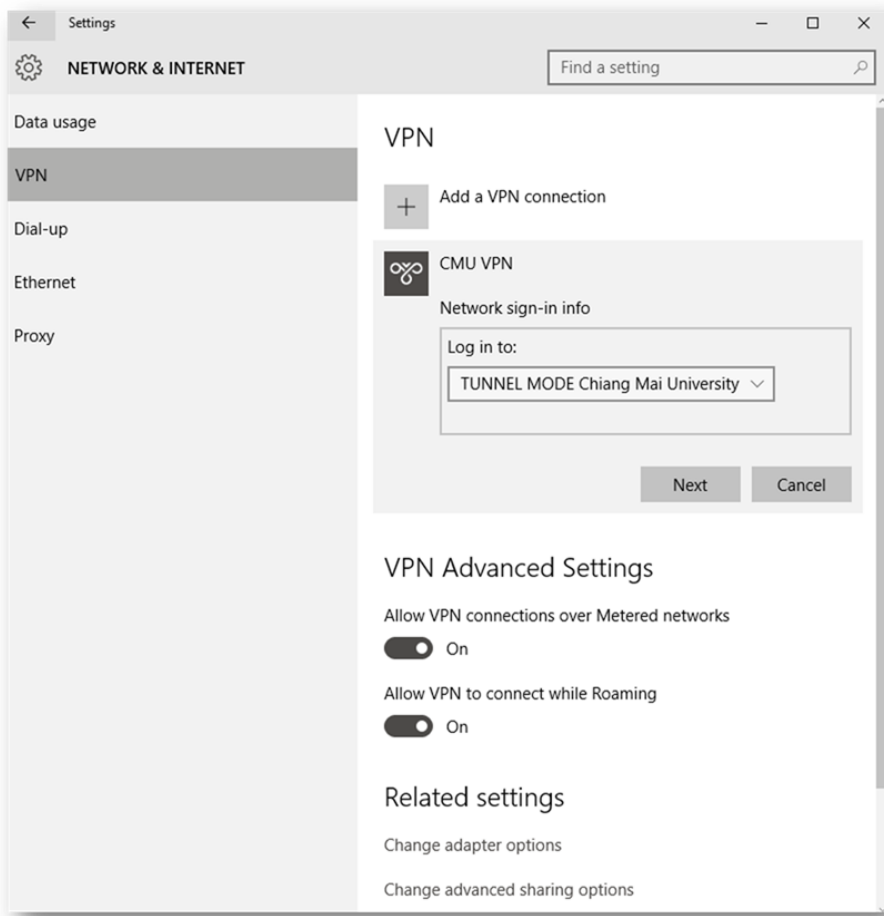 Settings
NETWORK & INTERNET
Find a setting
Data usage
VPN
Dial-up
Ethernet
Proxy
VPN
Add a VPN connection
CMU VPN
Network sign-in info
Log in to:
TUNNEL MODE Chiang Mai University
Next Cancel
VPN Advanced Settings
Allow VPN connections over Metered networks
On
Allow VPN to connect while Roaming
On
Related settings
Change adapter options
Change advanced sharing options